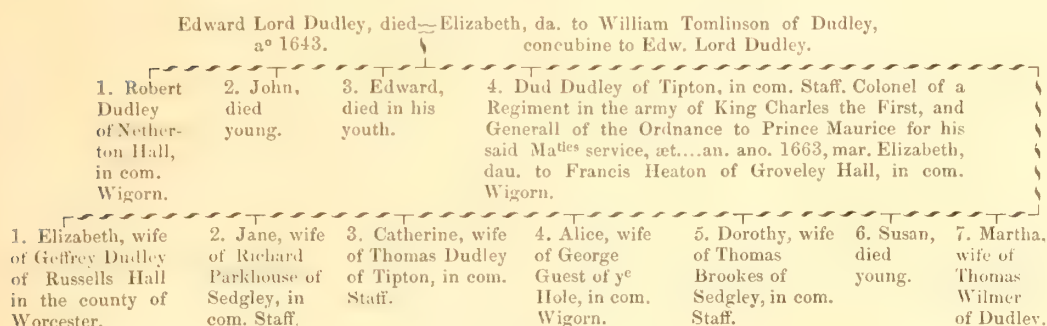 Edward Lord Dudley, died = Elizabeth, da. to William Tomlinson of Dudley,
aº 1643. concubine to Edw. Lord Dudley.
1. Robert
Dudley
of Nether-
ton Hall,
in com.
Wigorn.
2. John,
died
young.
3. Edward,
died in his
youth.
4. Dud Dudley of Tipton, in com. Staff. Colonel of a
Regiment in the army of King Charles the First, and
Generall of the Ordnance to Prince Maurice for his
said Maties service, æt....an. ano. 1663, mar. Elizabeth,
dau. to Francis Heaton of Groveley Hall, in com.
Wigorn.
1. Elizabeth, wife
of Geffrey Dudley
of Russells Hall
in the county of
Worcester.
2. Jane, wife
of Richard
Parkhouse of
Sedgley, in
com. Staff.
3. Catherine, wife
of Thomas Dudley
of Tipton, in com.
Staff.
4. Alice, wife
of George
Guest of yᵉ
Hole, in com.
Wigorn.
5. Dorothy, wife
of Thomas
Brookes of
Sedgley, in com.
Staff.
6. Susan,
died
young.
7. Martha,
wife of
Thomas
Wilmer
of Dudley.